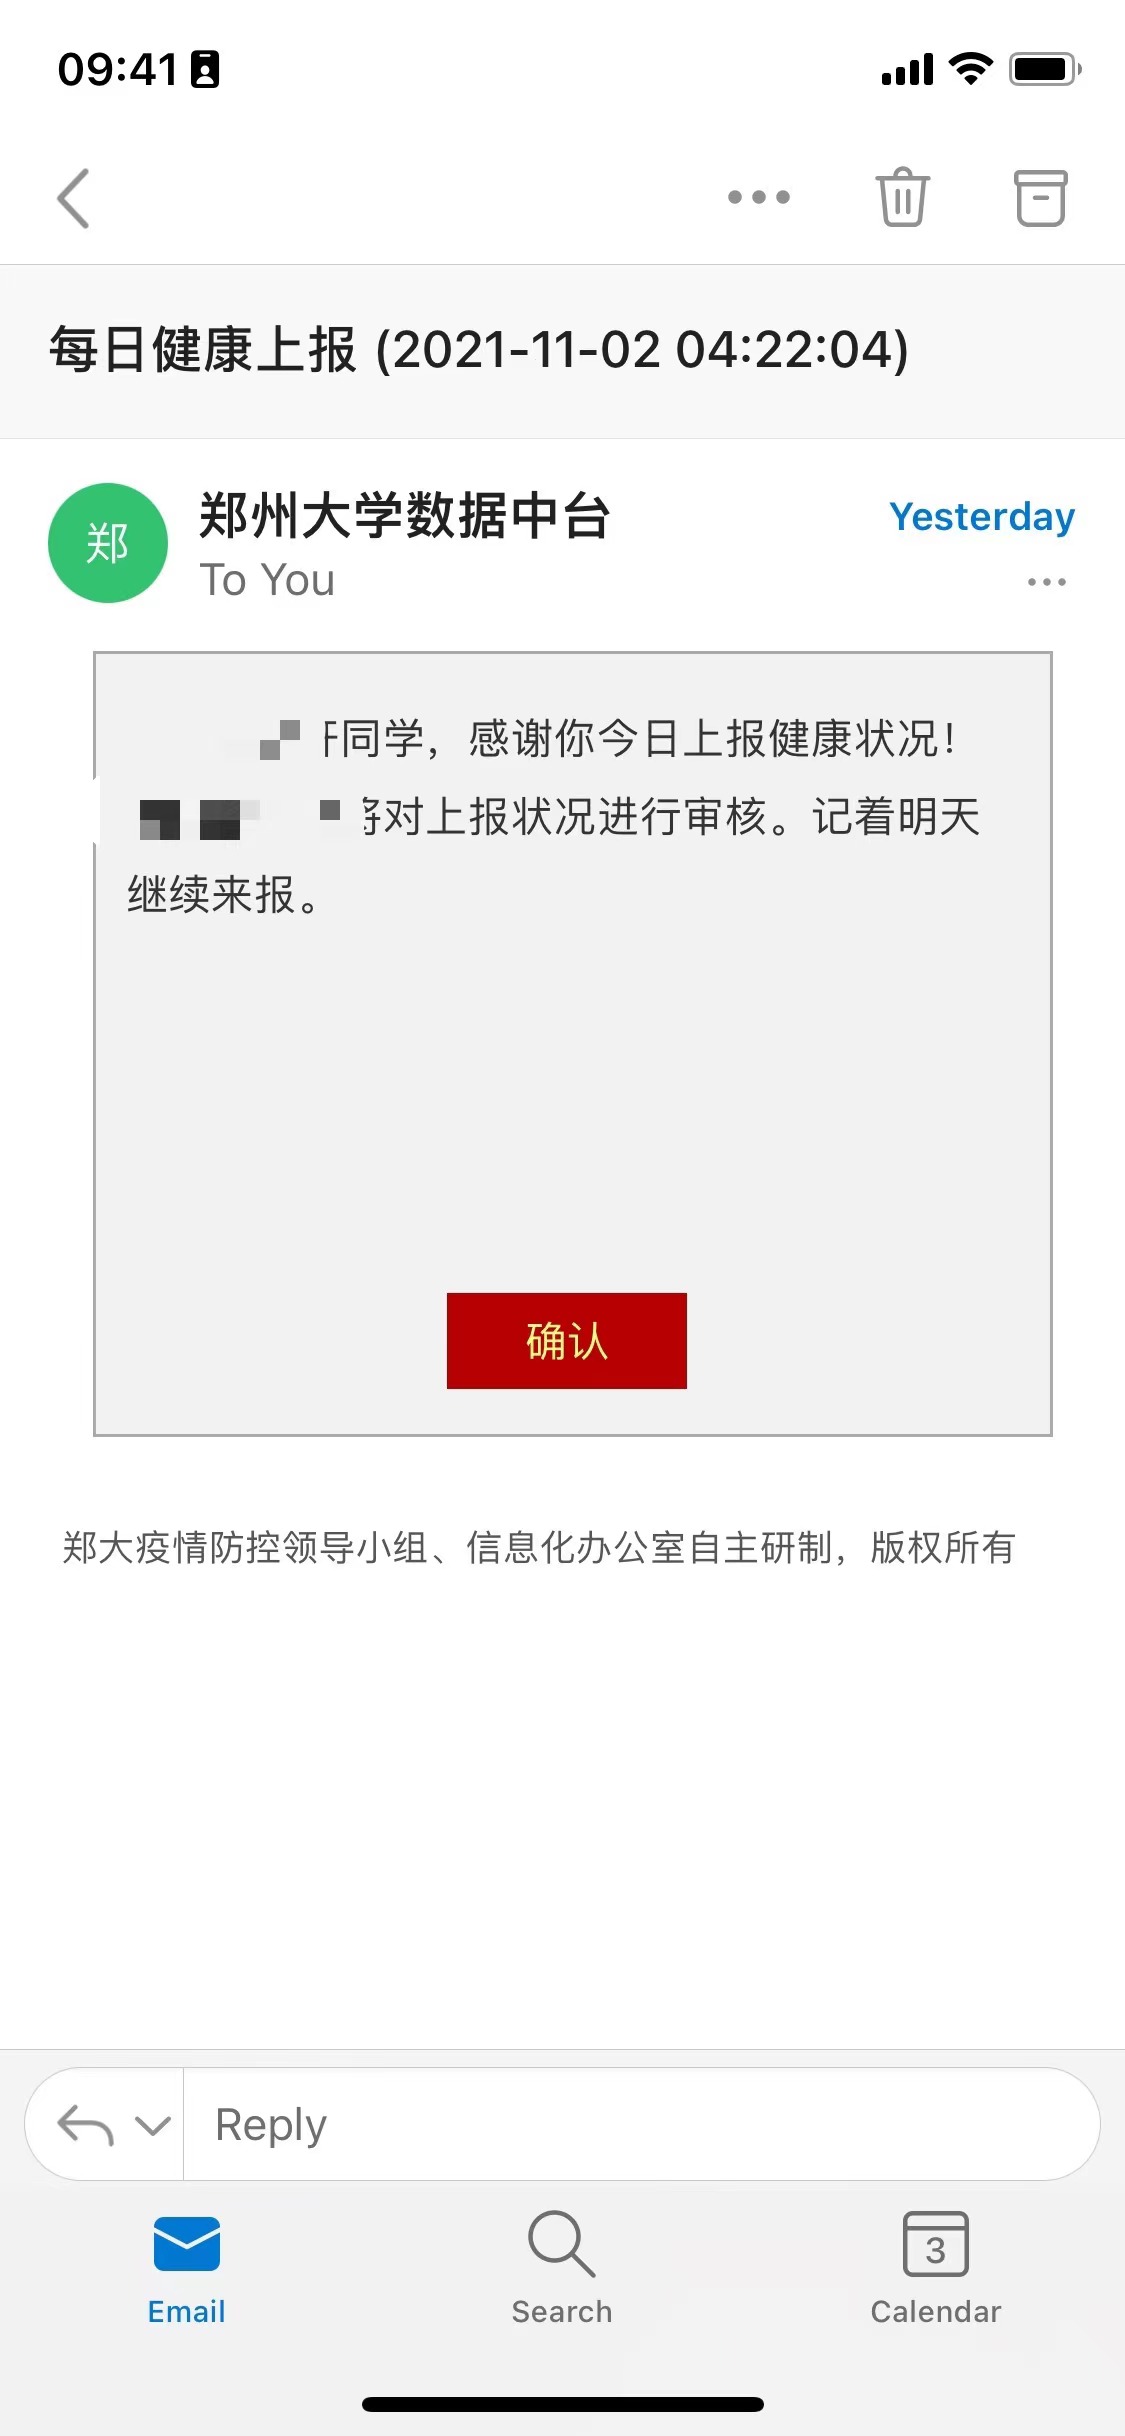 09:41
每日健康上报 (2021-11-02 04:22:04)
郑
郑州大学数据中台
Yesterday
To You
同学，感谢你今日上报健康状况！
对上报状况进行审核。记着明天
继续来报。
确认
郑大疫情防控领导小组、信息化办公室自主研制，版权所有
Reply
3
Email
Search
Calendar